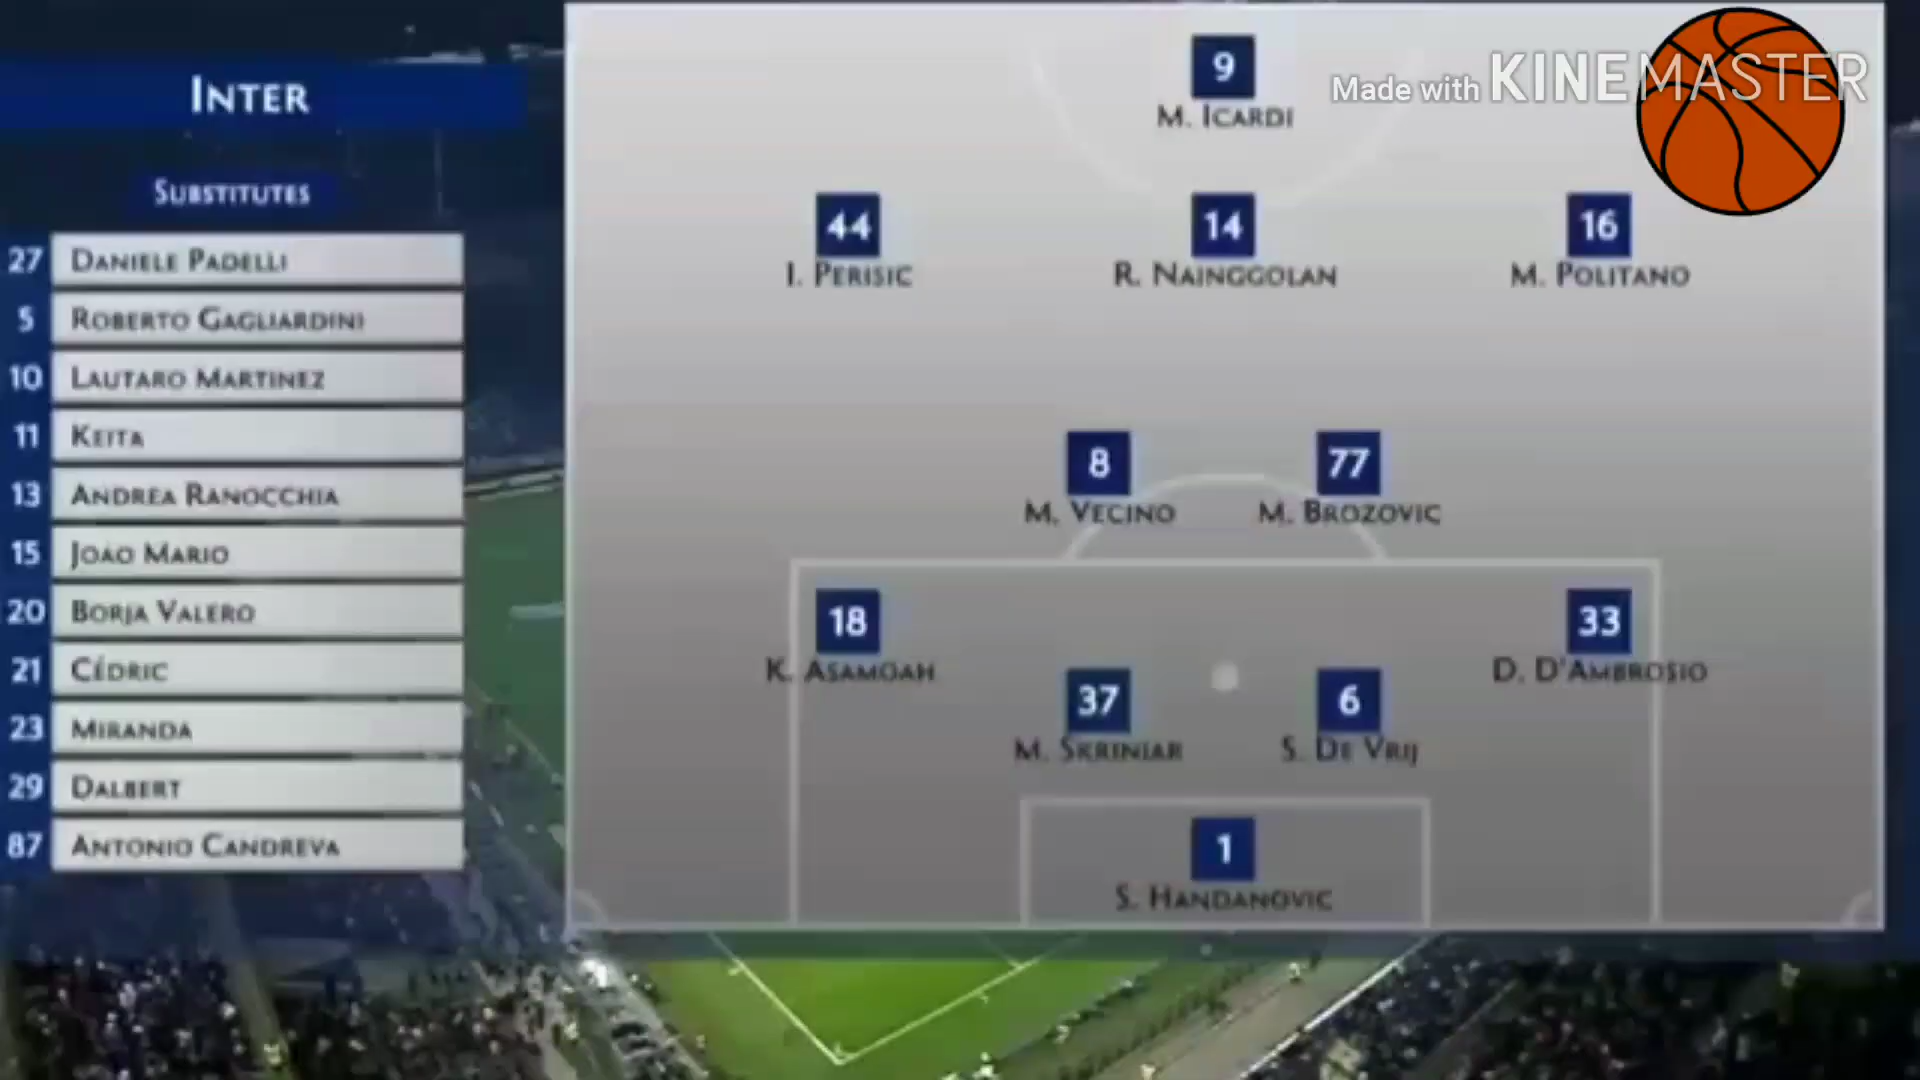 INTER
SUBSTITUTES
27 DANIELE PADELLI
5 ROBERTO GAGLIARDINI
10 LAUTARO MARTINEZ
11 KEITA
13 ANDREA RANOCCHIA
15 JOÃO MARIO
20 BORJA VALERO
21 CÉDRIC
23 MIRANDA
29 DALBERT
87 ANTONIO CANDREVA
Made with KINEMASTER
9
M. ICARDI
44 14 16
I. PERISIC R. NAINGGOLAN M. POLITANO
8 77
M. VECINO M. BROZOVIC
18 33
K. ASAMOAH D. D'AMBROSIO
37 6
M. SKRINIAR S. DE VRIJ
1
S. HANDANOVIC